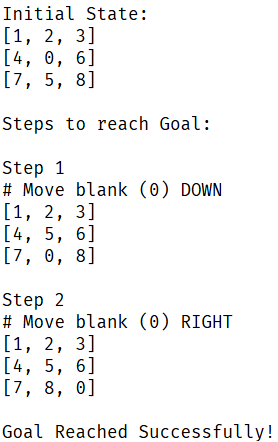 Initial State:
[1, 2, 3]
[4, 0, 6]
[7, 5, 8]

Steps to reach Goal:

Step 1
# Move blank (0) DOWN
[1, 2, 3]
[4, 5, 6]
[7, 0, 8]

Step 2
# Move blank (0) RIGHT
[1, 2, 3]
[4, 5, 6]
[7, 8, 0]

Goal Reached Successfully!